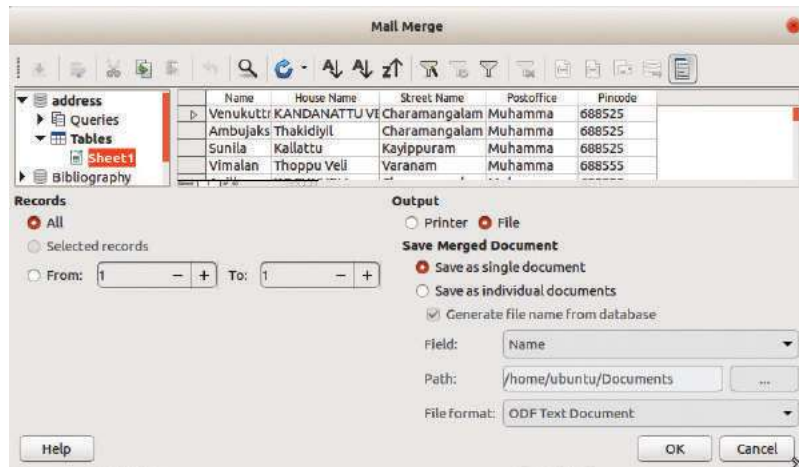 Mail Merge
address
Queries
Tables
Sheet1
Bibliography
Name House Name Street Name Postoffice Pincode
Venukuttr KANDANATTU VE Charamangalam Muhamma 688525
Ambujaks Thakidiyil Charamangalam Muhamma 688525
Sunila Kallattu Kayippuram Muhamma 688525
Vimalan Thoppu Veli Varanam Muhamma 688555
Records
All
Selected records
From: 1 - + To: 1 - +
Output
Printer File
Save Merged Document
Save as single document
Save as individual documents
Generate file name from database
Field: Name
Path: /home/ubuntu/Documents ...
File format: ODF Text Document
Help OK Cancel